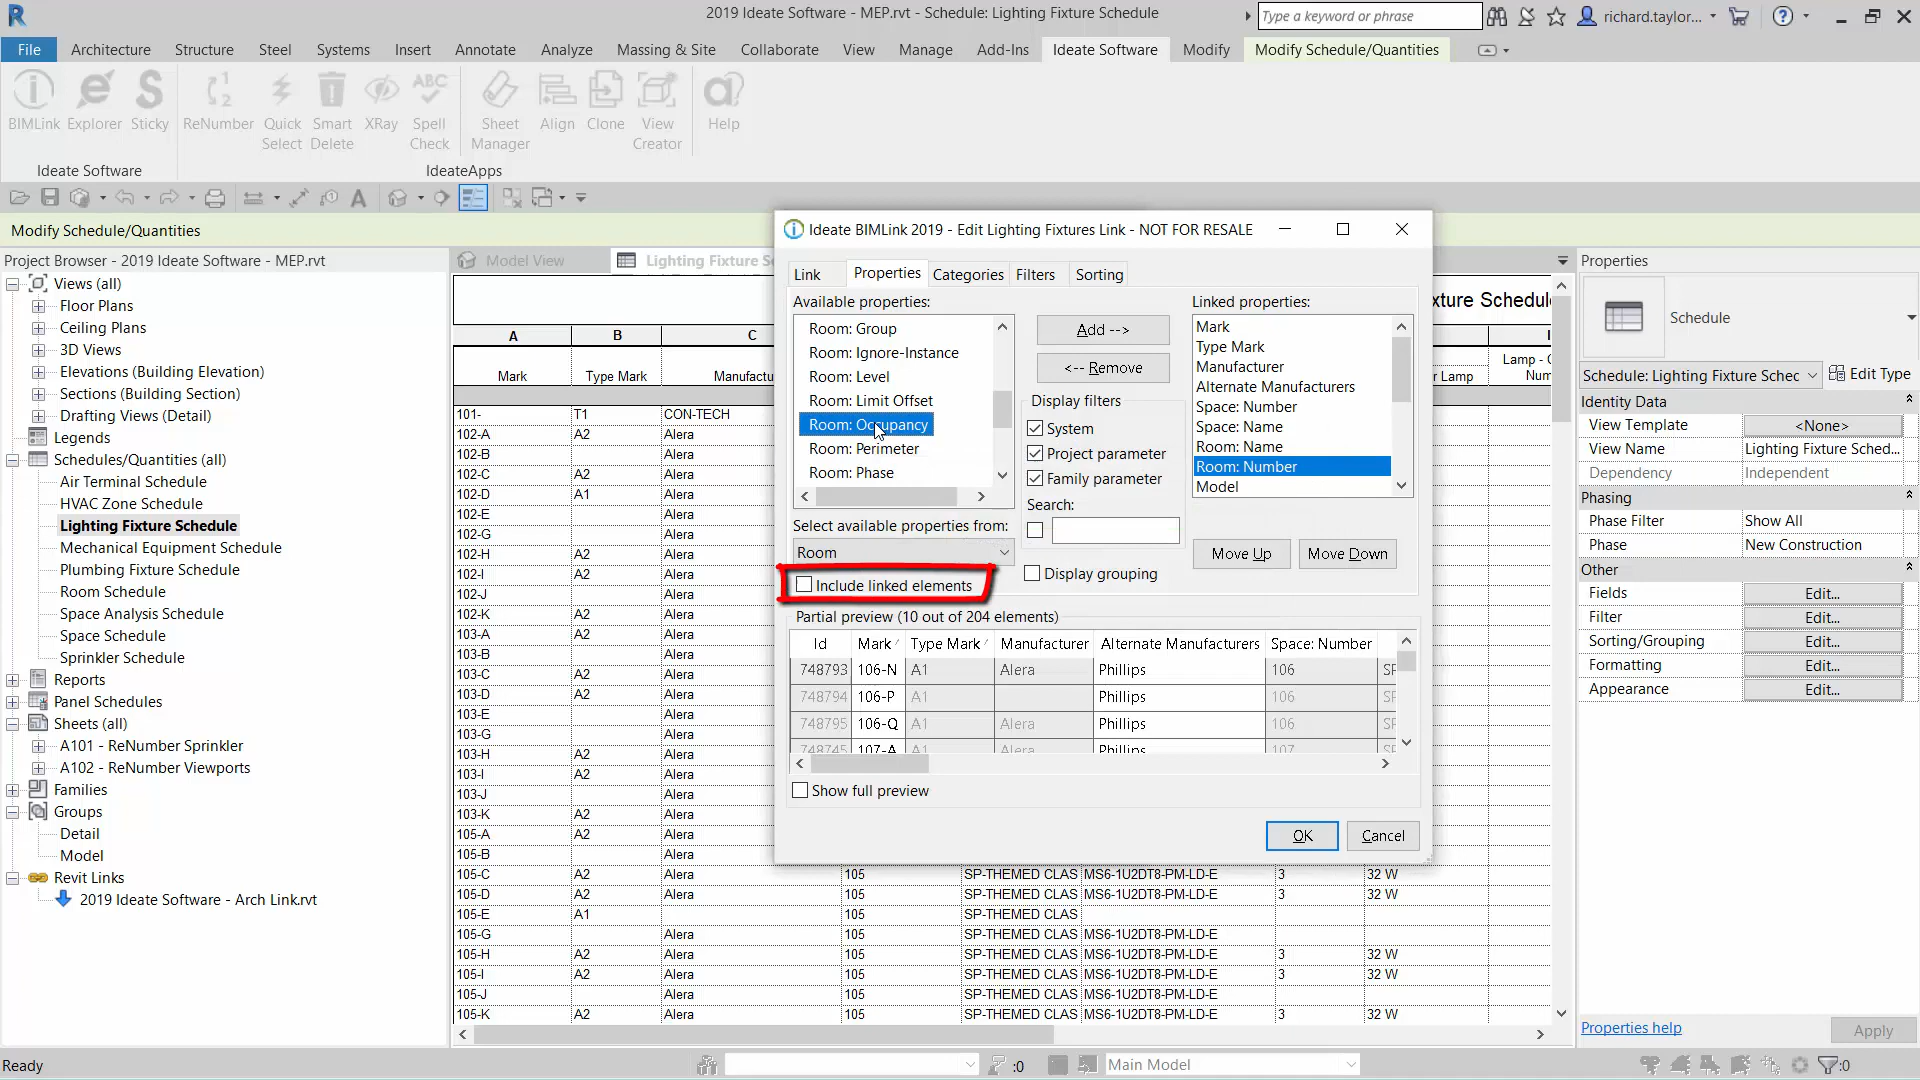 2019 Ideate Software - MEP.rvt - Schedule: Lighting Fixture Schedule
Type a keyword or phrase
richard.taylor...
File Architecture Structure Steel Systems Insert Annotate Analyze Massing & Site Collaborate View Manage Add-Ins Ideate Software Modify Modify Schedule/Quantities
BIMLink Explorer Sticky ReNumber Quick Select Smart Delete XRay Spell Check Sheet Manager Align Clone View Creator Help
Ideate Software IdeateApps
Modify Schedule/Quantities
Project Browser - 2019 Ideate Software - MEP.rvt
Views (all)
Floor Plans
Ceiling Plans
3D Views
Elevations (Building Elevation)
Sections (Building Section)
Drafting Views (Detail)
Legends
Schedules/Quantities (all)
Air Terminal Schedule
HVAC Zone Schedule
Lighting Fixture Schedule
Mechanical Equipment Schedule
Plumbing Fixture Schedule
Room Schedule
Space Analysis Schedule
Space Schedule
Sprinkler Schedule
Reports
Panel Schedules
Sheets (all)
A101 - ReNumber Sprinkler
A102 - ReNumber Viewports
Families
Groups
Detail
Model
Revit Links
2019 Ideate Software - Arch Link.rvt
Model View Lighting Fixture S
A B C
Mark Type Mark Manufactu
101- T1 CON-TECH
102-A A2 Alera
102-B Alera
102-C A2 Alera
102-D A1 Alera
102-E Alera
102-G Alera
102-H A2 Alera
102-I A2 Alera
102-J Alera
102-K A2 Alera
103-A A2 Alera
103-B Alera
103-C A2 Alera
103-D A2 Alera
103-E Alera
103-G Alera
103-H A2 Alera
103-I A2 Alera
103-J Alera
103-K A2 Alera
105-A A2 Alera
105-B Alera
105-C A2 Alera 105 SP-THEMED CLAS MS6-1U2DT8-PM-LD-E 3 32 W
105-D A2 Alera 105 SP-THEMED CLAS MS6-1U2DT8-PM-LD-E 3 32 W
105-E A1 105 SP-THEMED CLAS
105-G Alera 105 SP-THEMED CLAS MS6-1U2DT8-PM-LD-E
105-H A2 Alera 105 SP-THEMED CLAS MS6-1U2DT8-PM-LD-E 3 32 W
105-I A2 Alera 105 SP-THEMED CLAS MS6-1U2DT8-PM-LD-E 3 32 W
105-J Alera 105 SP-THEMED CLAS MS6-1U2DT8-PM-LD-E
105-K A2 Alera 105 SP-THEMED CLAS MS6-1U2DT8-PM-LD-E 3 32 W
xture Schedul
Lamp - 
r Lamp Num
Ideate BIMLink 2019 - Edit Lighting Fixtures Link - NOT FOR RESALE
Link Properties Categories Filters Sorting
Available properties:
Room: Group
Room: Ignore-Instance
Room: Level
Room: Limit Offset
Room: Occupancy
Room: Perimeter
Room: Phase
Select available properties from:
Room
Include linked elements
Add -->
<-- Remove
Display filters
System
Project parameter
Family parameter
Search:
Display grouping
Linked properties:
Mark
Type Mark
Manufacturer
Alternate Manufacturers
Space: Number
Space: Name
Room: Name
Room: Number
Model
Move Up Move Down
Partial preview (10 out of 204 elements)
Id Mark Type Mark Manufacturer Alternate Manufacturers Space: Number
748793 106-N A1 Alera Phillips 106 SF
748794 106-P A1 Phillips 106 SF
748795 106-Q A1 Alera Phillips 106 SF
748745 107-A A1 Alera Phillips 107
Show full preview
OK Cancel
Properties
Schedule
Schedule: Lighting Fixture Schec Edit Type
Identity Data
View Template <None>
View Name Lighting Fixture Sched...
Dependency Independent
Phasing
Phase Filter Show All
Phase New Construction
Other
Fields Edit...
Filter Edit...
Sorting/Grouping Edit...
Formatting Edit...
Appearance Edit...
Properties help Apply
Ready :0 Main Model :0